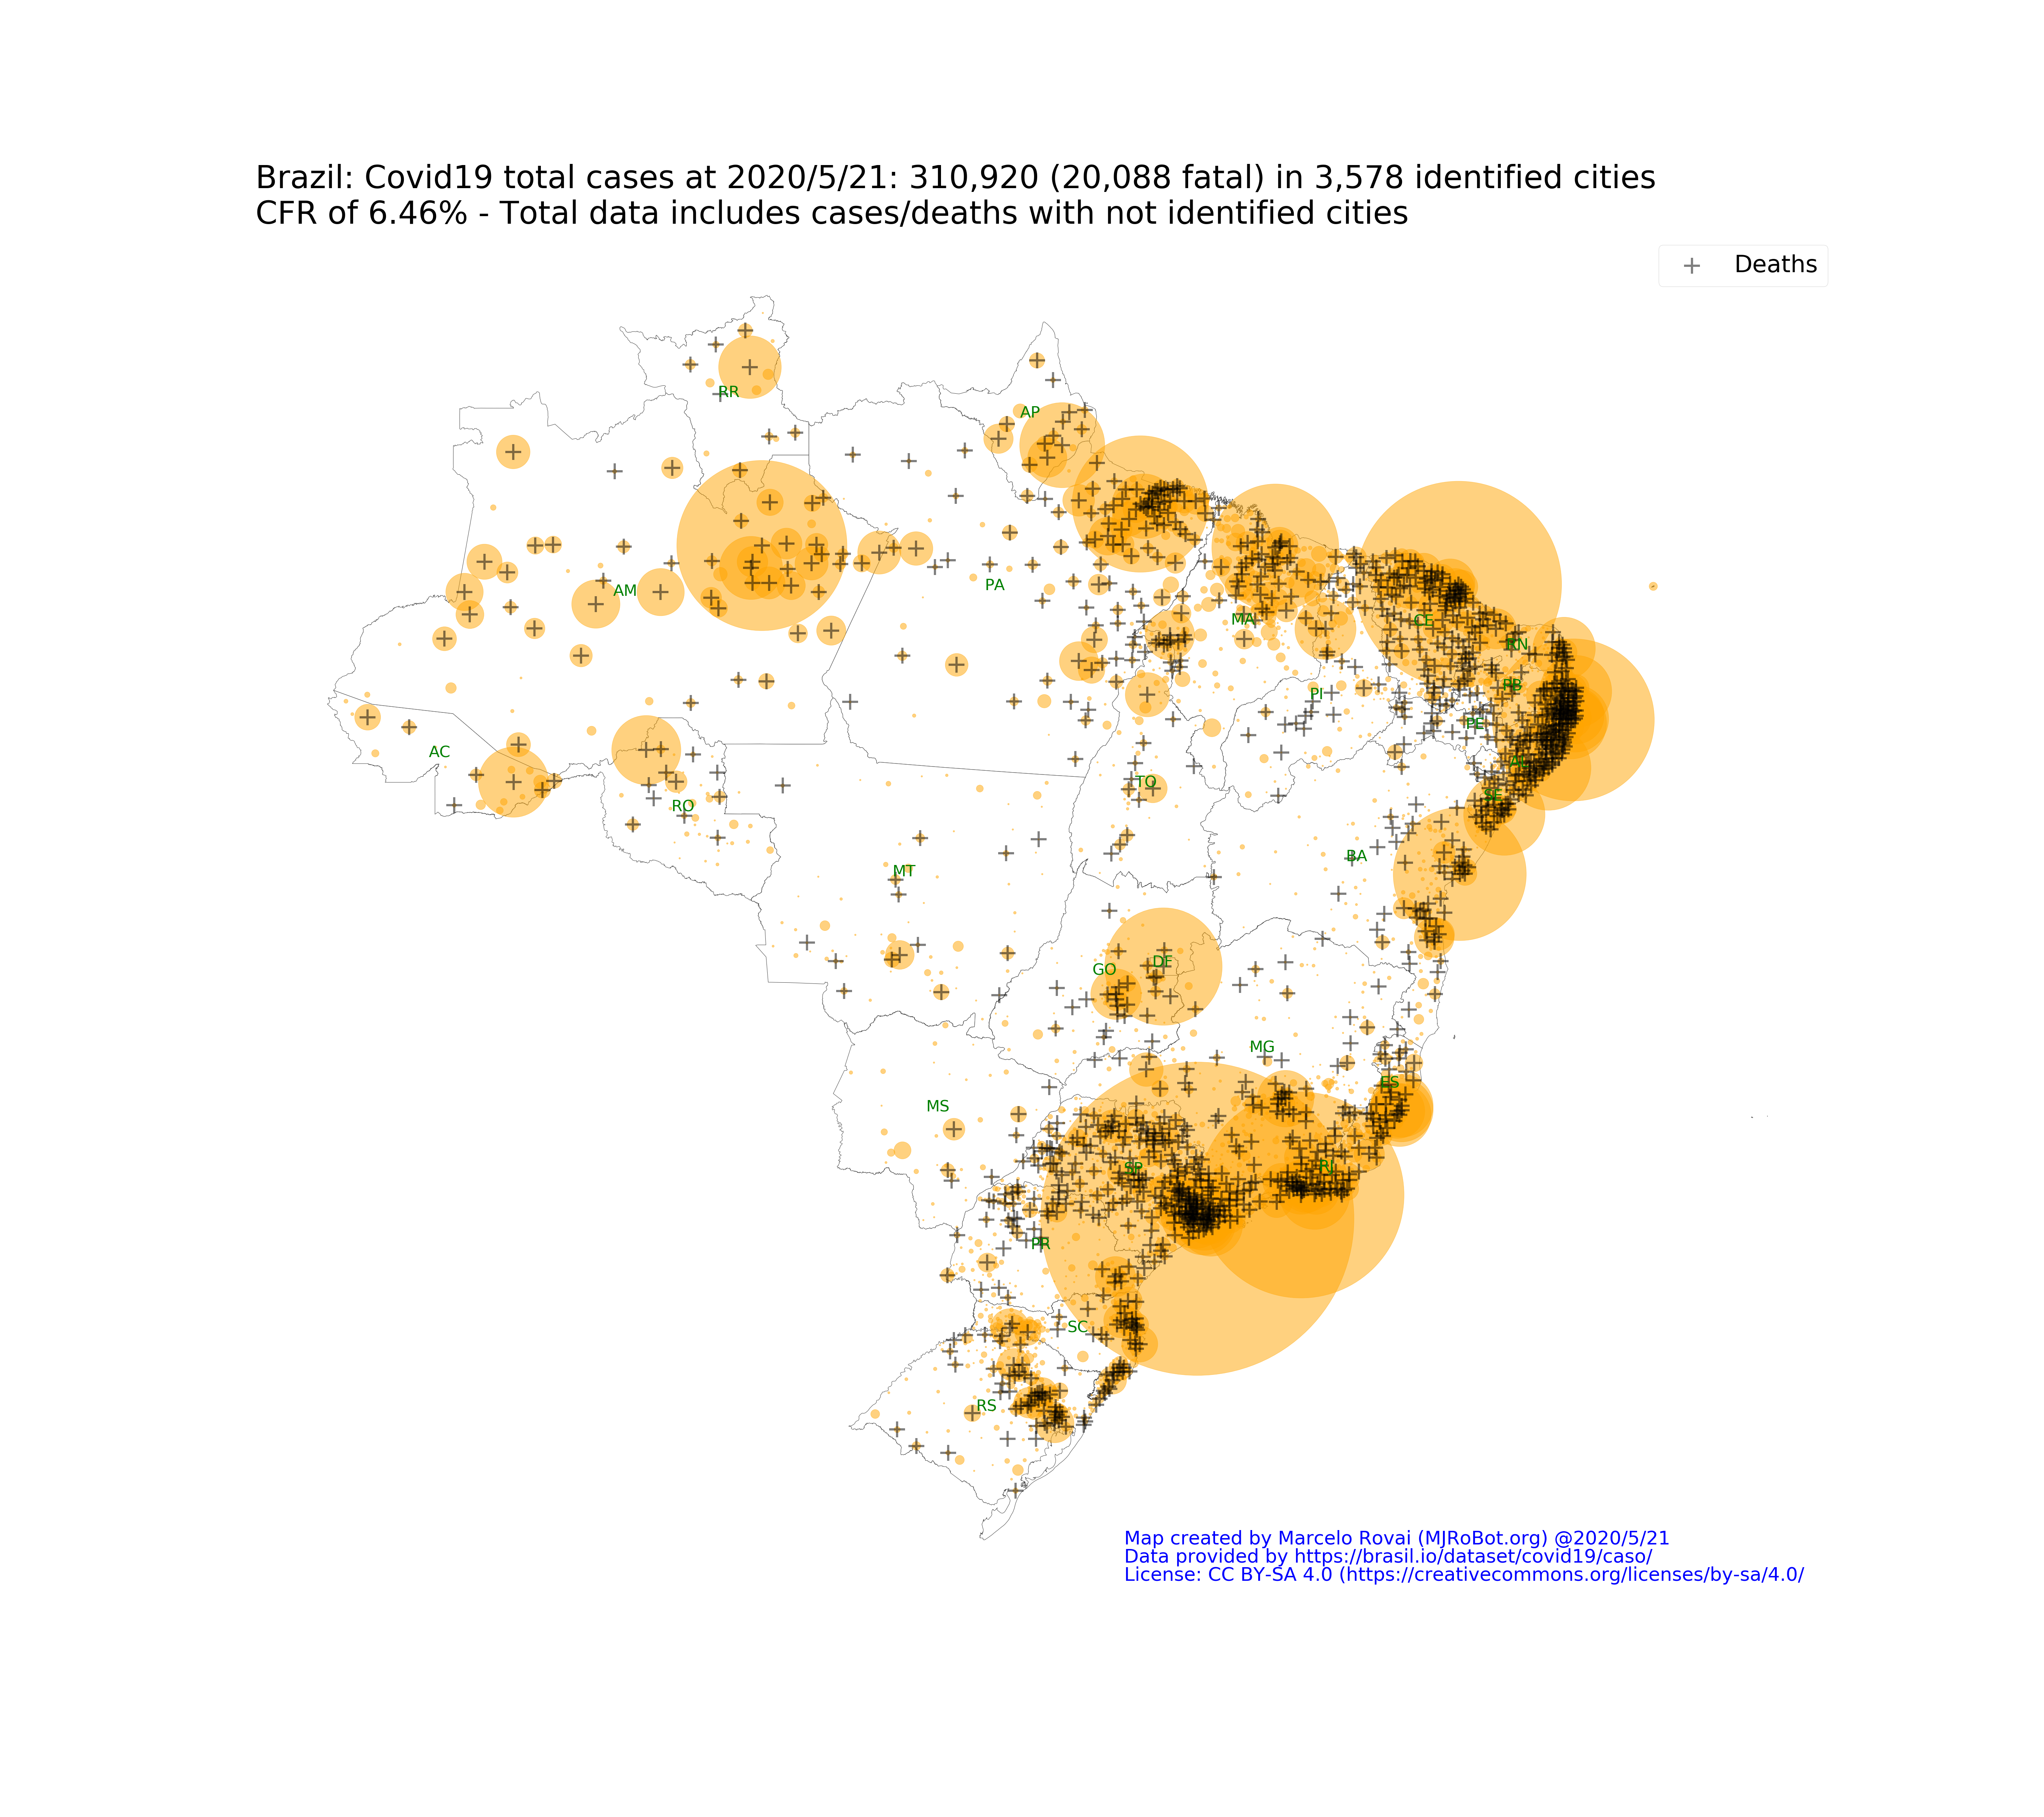 Brazil: Covid19 total cases at 2020/5/21: 310,920 (20,088 fatal) in 3,578 identified cities
CFR of 6.46% - Total data includes cases/deaths with not identified cities
Deaths
RR
AP
AM
PA
MA
CE
RN
PB
PI
PE
AC
AL
TO
SE
RO
BA
MT
DF
GO
MG
ES
MS
RJ
SP
PR
SC
RS
Map created by Marcelo Rovai (MJRoBot.org) @2020/5/21
Data provided by https://brasil.io/dataset/covid19/caso/
License: CC BY-SA 4.0 (https://creativecommons.org/licenses/by-sa/4.0/